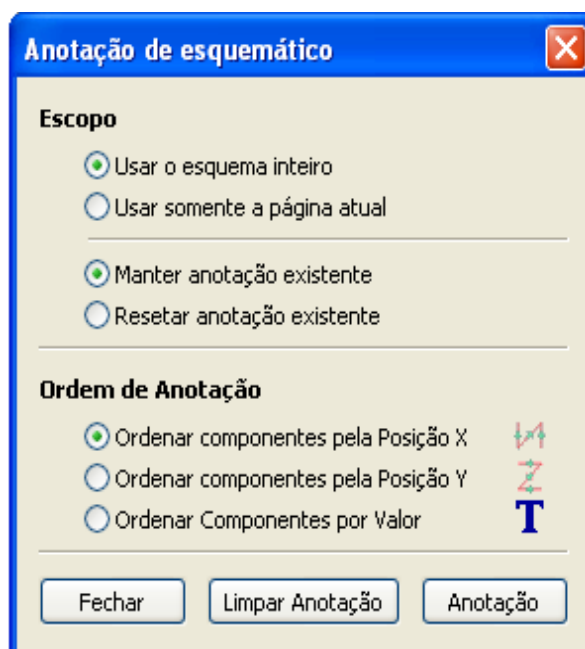 Anotação de esquemático
Escopo
Usar o esquema inteiro
Usar somente a página atual
Manter anotação existente
Resetar anotação existente
Ordem de Anotação
Ordenar componentes pela Posição X
Ordenar componentes pela Posição Y
Ordenar Componentes por Valor T
Fechar Limpar Anotação Anotação